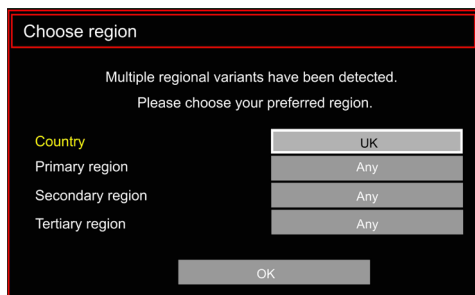 Choose region
Multiple regional variants have been detected.
Please choose your preferred region.
Country UK
Primary region Any
Secondary region Any
Tertiary region Any
OK